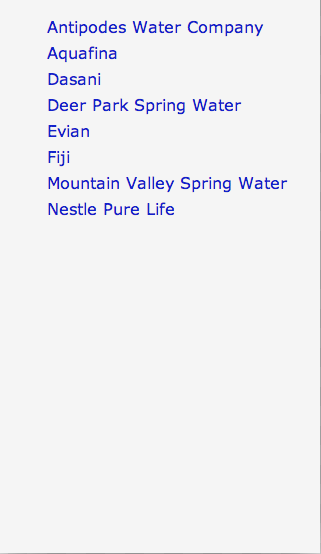 Antipodes Water Company
Aquafina
Dasani
Deer Park Spring Water
Evian
Fiji
Mountain Valley Spring Water
Nestle Pure Life